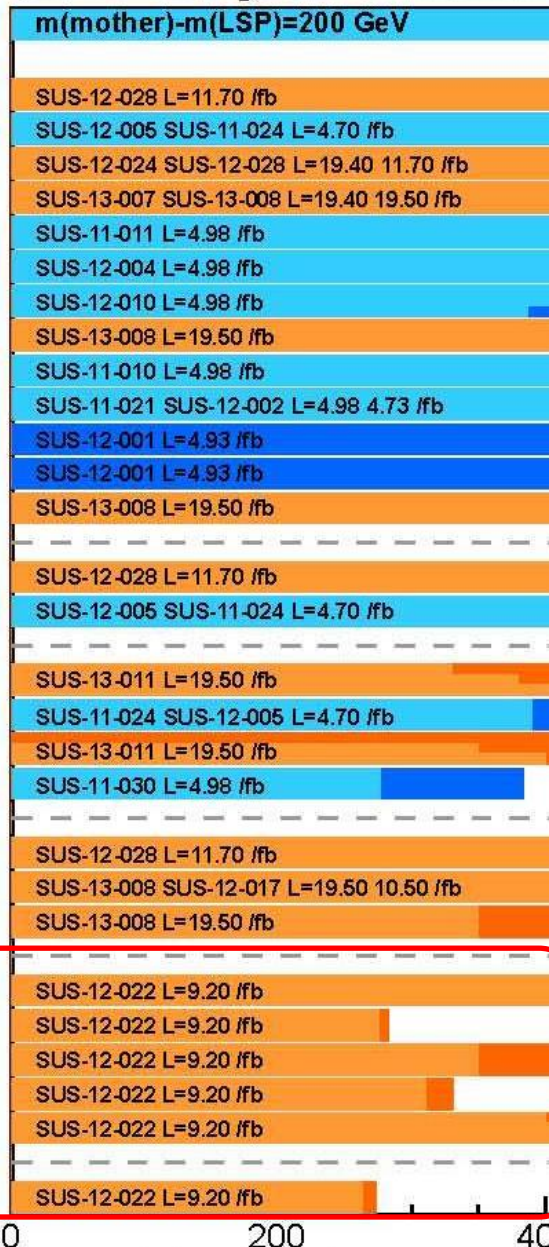 m(mother)-m(LSP)=200 GeV
SUS-12-028 L=11.70 /fb
SUS-12-005 SUS-11-024 L=4.70 /fb
SUS-12-024 SUS-12-028 L=19.40 11.70 /fb
SUS-13-007 SUS-13-008 L=19.40 19.50 /fb
SUS-11-011 L=4.98 /fb
SUS-12-004 L=4.98 /fb
SUS-12-010 L=4.98 /fb
SUS-13-008 L=19.50 /fb
SUS-11-010 L=4.98 /fb
SUS-11-021 SUS-12-002 L=4.98 4.73 /fb
SUS-12-001 L=4.93 /fb
SUS-12-001 L=4.93 /fb
SUS-13-008 L=19.50 /fb
SUS-12-028 L=11.70 /fb
SUS-12-005 SUS-11-024 L=4.70 /fb
SUS-13-011 L=19.50 /fb
SUS-11-024 SUS-12-005 L=4.70 /fb
SUS-13-011 L=19.50 /fb
SUS-11-030 L=4.98 /fb
SUS-12-028 L=11.70 /fb
SUS-13-008 SUS-12-017 L=19.50 10.50 /fb
SUS-13-008 L=19.50 /fb
SUS-12-022 L=9.20 /fb
SUS-12-022 L=9.20 /fb
SUS-12-022 L=9.20 /fb
SUS-12-022 L=9.20 /fb
SUS-12-022 L=9.20 /fb
SUS-12-022 L=9.20 /fb
0 200